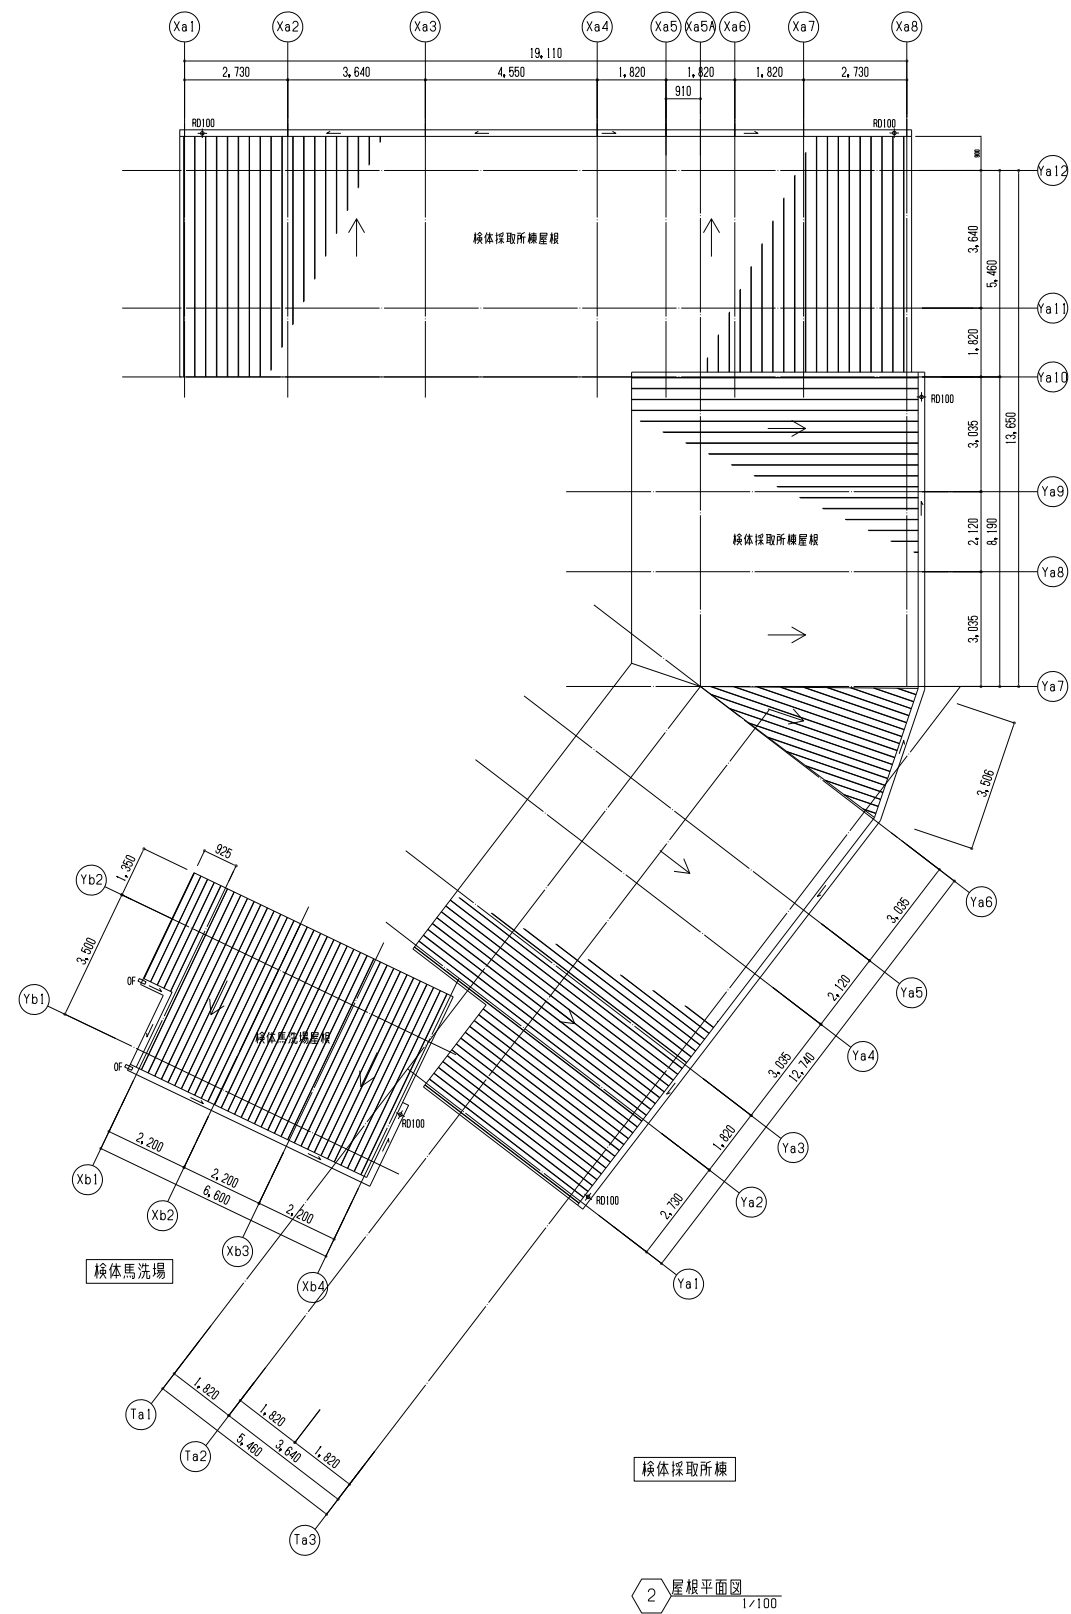 Xa1 Xa2 Xa3 Xa4 Xa5 Xa5A Xa6 Xa7 Xa8
19,110
2,730 3,640 4,550 1,820 1,820 1,820 2,730
910
RD100 RD100
Ya12
検体採取所棟屋根
3,640
5,460
Ya11
1,820
Ya10
RD100
3,035
13,650
Ya9
検体採取所棟屋根
2,120
8,190
Ya8
3,035
Ya7
3,506
925
1,350
Yb2
3,035
Ya6
3,500
OF
2,120
Ya5
Yb1
検体馬洗場屋根
Ya4
OF
3,035
12,740
RD100
1,820
Ya3
2,200
Xb1
2,200
6,600
RD100
Ya2
2,730
Xb2
2,200
Xb3
検体馬洗場
Xb4
Ya1
1,820
Ta1
1,820
3,640
5,460
1,820
Ta2
検体採取所棟
Ta3
2 屋根平面図
1/100